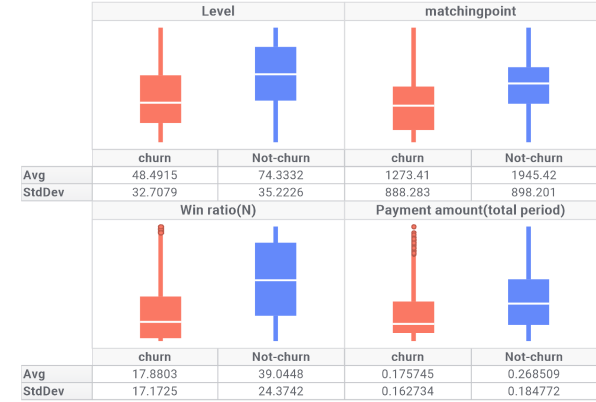 Level matchingpoint
churn Not-churn churn Not-churn
Avg 48.4915 74.3332 1273.41 1945.42
StdDev 32.7079 35.2226 888.283 898.201
Win ratio(N) Payment amount(total period)
churn Not-churn churn Not-churn
Avg 17.8803 39.0448 0.175745 0.268509
StdDev 17.1725 24.3742 0.162734 0.184772